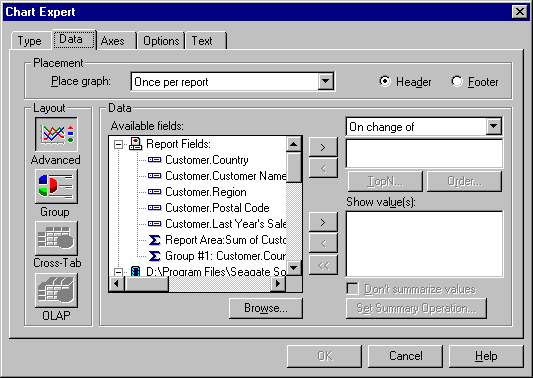 Chart Expert
Type Data Axes Options Text
Placement
Place graph: Once per report Header Footer
Layout
Advanced
Group
Cross-Tab
OLAP
Data
Available fields:
Report Fields:
Customer.Country
Customer.Customer Name
Customer.Region
Customer.Postal Code
Customer.Last Year's Sale
Report Area:Sum of Custo
Group #1: Customer.Coun
D:\Program Files\Seagate So
Browse...
>
<
>
<
<<
On change of
TopN... Order...
Show value(s):
Don't summarize values
Set Summary Operation...
OK Cancel Help